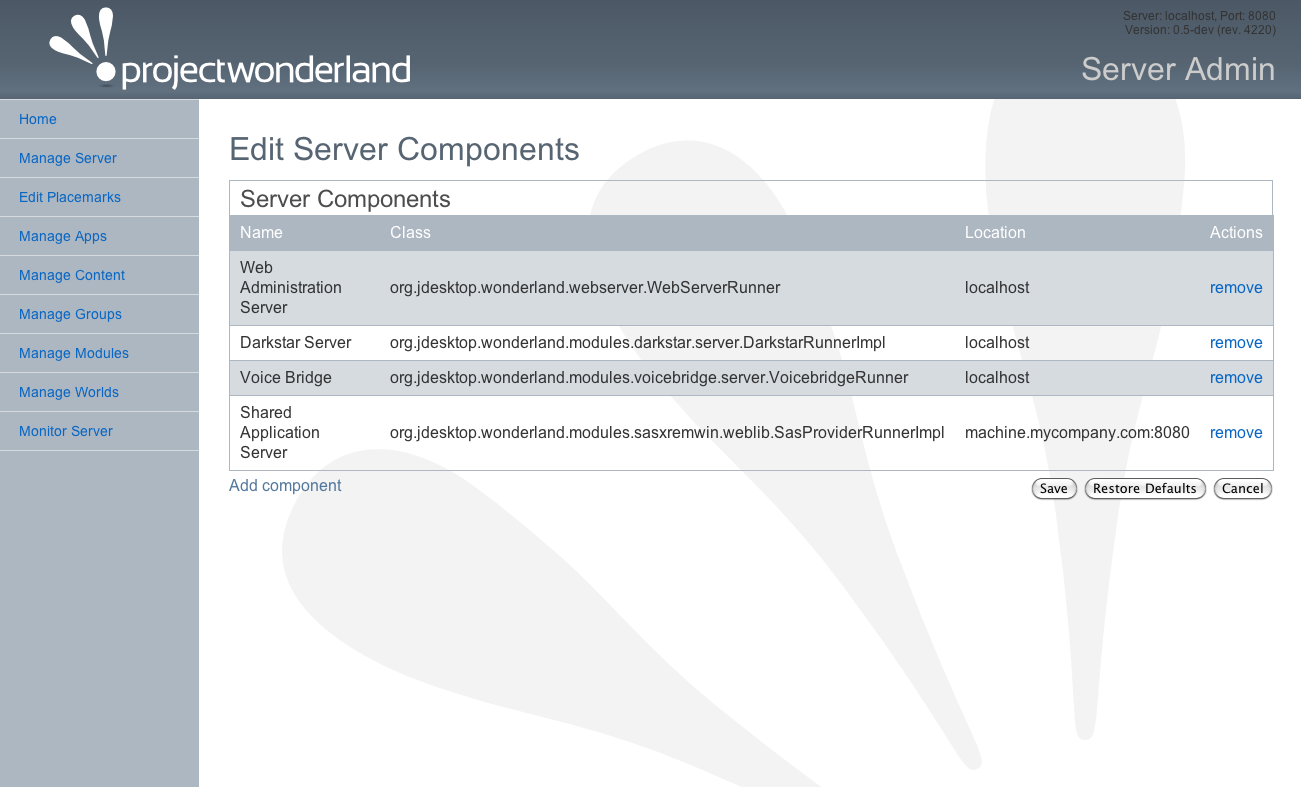 projectwonderland
Server: localhost, Port: 8080
Version: 0.5-dev (rev. 4220)
Server Admin
Home
Manage Server
Edit Placemarks
Manage Apps
Manage Content
Manage Groups
Manage Modules
Manage Worlds
Monitor Server
Edit Server Components
Server Components
Name Class Location Actions
Web
Administration
Server
org.jdesktop.wonderland.webserver.WebServerRunner localhost remove
Darkstar Server org.jdesktop.wonderland.modules.darkstar.server.DarkstarRunnerImpl localhost remove
Voice Bridge org.jdesktop.wonderland.modules.voicebridge.server.VoicebridgeRunner localhost remove
Shared
Application
Server
org.jdesktop.wonderland.modules.sasxremwin.weblib.SasProviderRunnerImpl machine.mycompany.com:8080 remove
Add component Save Restore Defaults Cancel